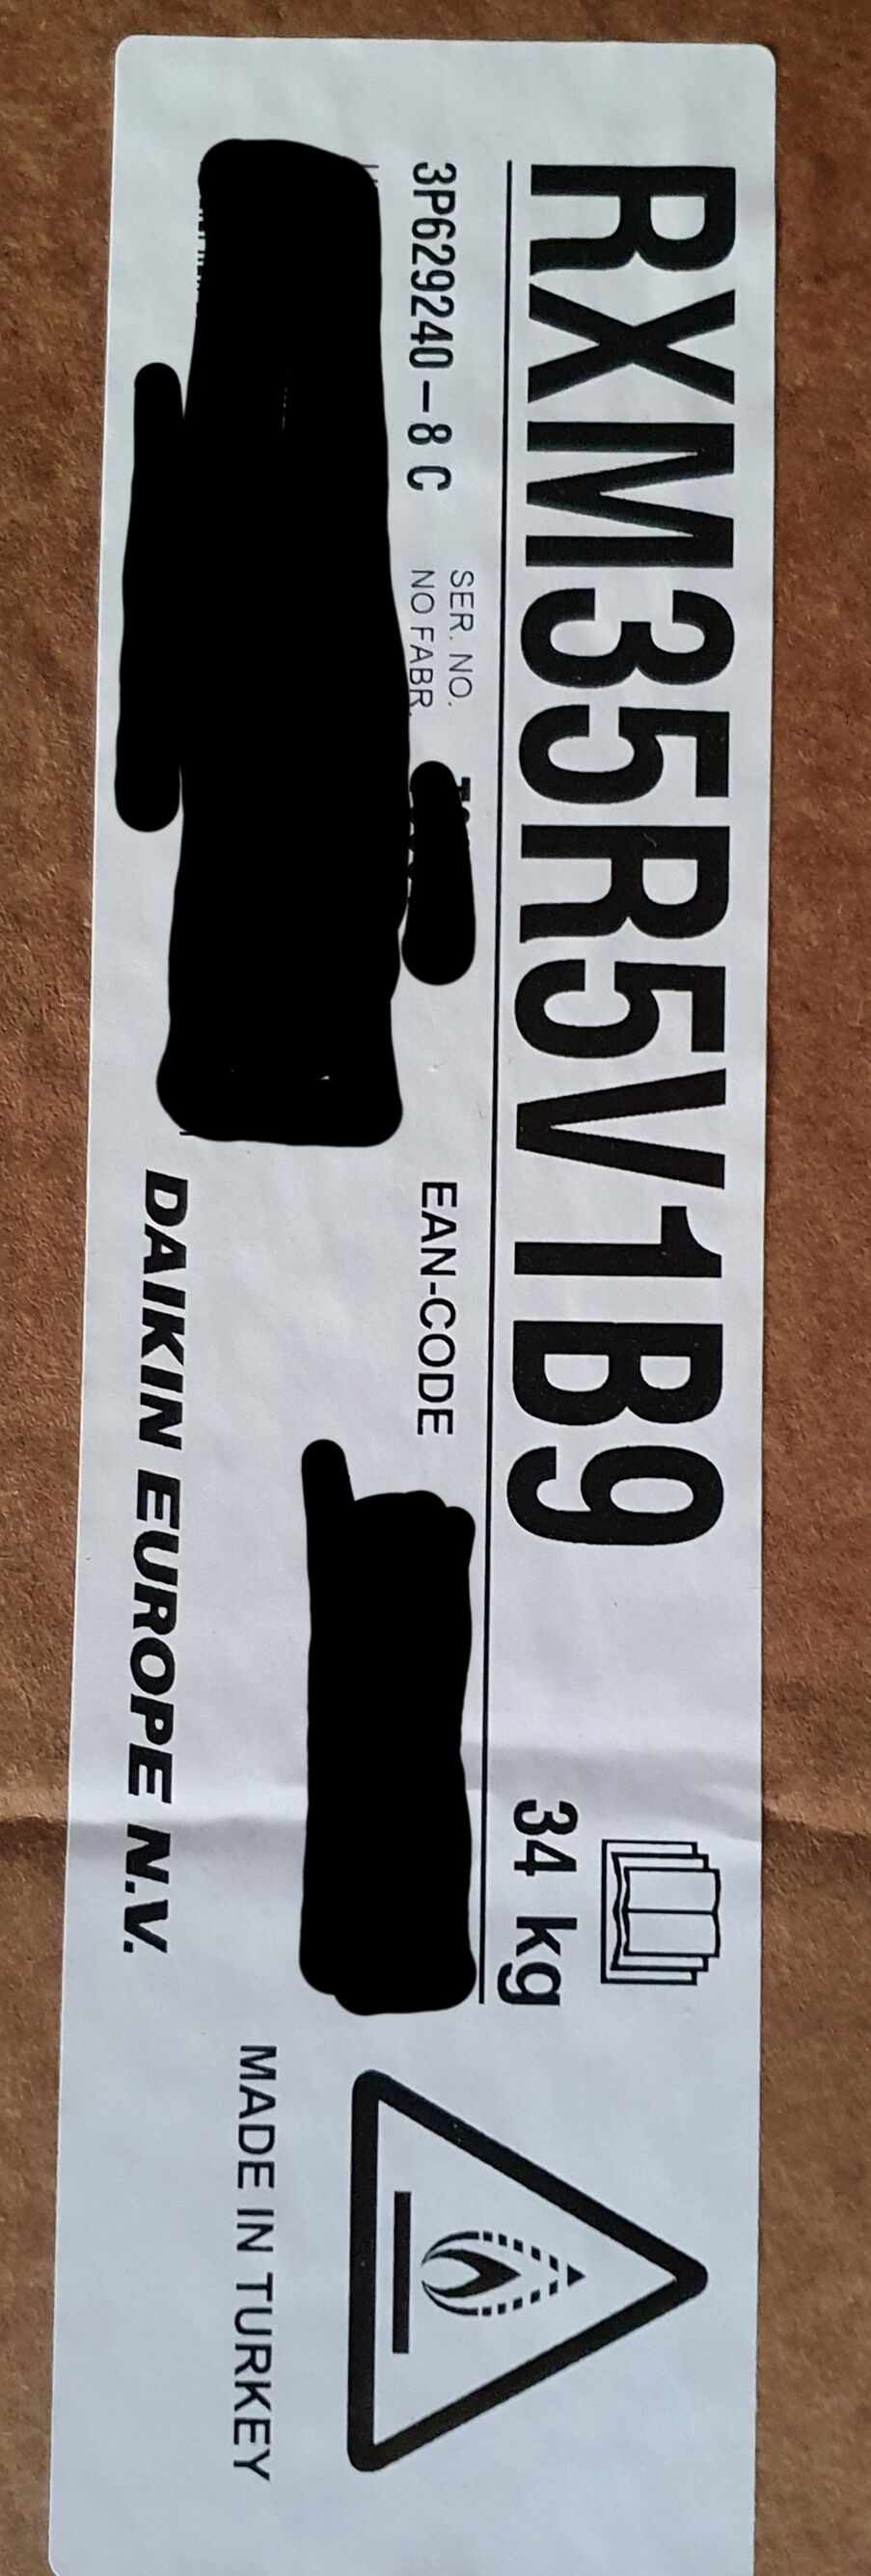 RXM35R5V1B9
34 kg
3P629240-8 C
SER. NO.
NO FABR.
EAN-CODE
DAIKIN EUROPE N.V.
MADE IN TURKEY